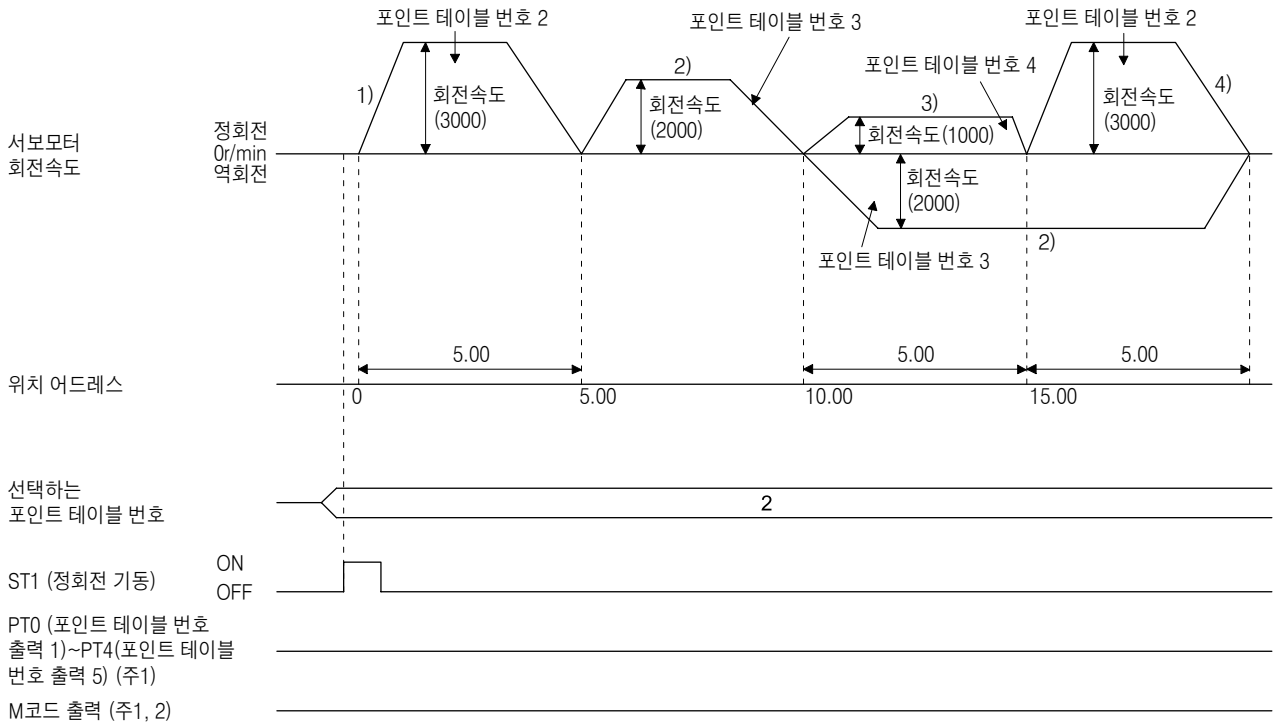 포인트 테이블 번호 2
포인트 테이블 번호 3
포인트 테이블 번호 2
2)
포인트 테이블 번호 4
1)
회전속도
(3000)
회전속도
(2000)
3)
회전속도(1000)
회전속도
(3000)
4)
서보모터
회전속도
정회전
0r/min
역회전
회전속도
(2000)
2)
포인트 테이블 번호 3
5.00
5.00
5.00
위치 어드레스
0
5.00
10.00
15.00
선택하는
포인트 테이블 번호
2
ST1 (정회전 기동)
ON
OFF
PT0 (포인트 테이블 번호
출력 1)~PT4(포인트 테이블
번호 출력 5) (주1)
M코드 출력 (주1, 2)